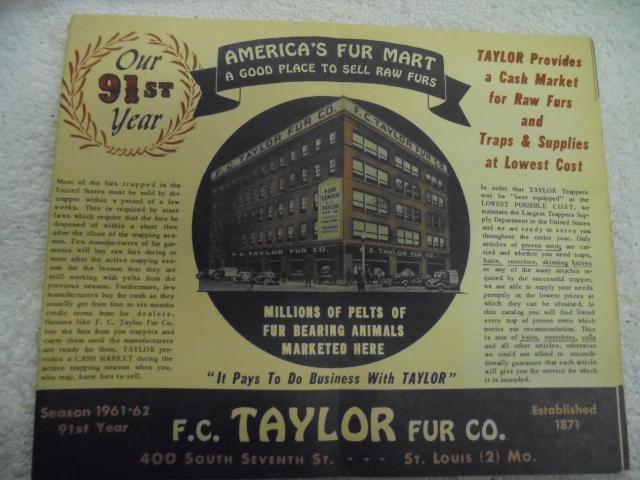 Our
91ST
Year
AMERICA'S FUR MART
A GOOD PLACE TO SELL RAW FURS
TAYLOR Provides
a Cash Market
for Raw Furs
and
Traps & Supplies
at Lowest Cost
F. C. TAYLOR FUR CO.
F. C. TAYLOR FUR CO.
FUR
CENTER
TAYLOR
F. C. TAYLOR FUR CO.
F. C. TAYLOR FUR CO.
Most of the furs trapped in the
United States must be sold by the
trapper within a period of a few
weeks. This is required by state
laws which require that the furs be
disposed of within a short time
after the close of the trapping sea-
son. Few manufacturers of fur gar-
ments will buy raw furs during or
soon after the active trapping sea-
son for the reason that they are
still working with pelts from the
previous season. Furthermore, few
manufacturers buy for cash as they
usually get from four to six months
credit terms from fur dealers.
Houses like F. C. Taylor Fur Co.
buy the furs from you trappers and
carry them until the manufacturers
are ready for them. TAYLOR pro-
vides a CASH MARKET during the
active trapping season when you,
who trap, have furs to sell.
MILLIONS OF PELTS OF
FUR BEARING ANIMALS
MARKETED HERE
In order that TAYLOR Trappers
may be "best equipped" at the
LOWEST POSSIBLE COST, we
maintain the Largest Trappers Sup-
ply Department in the United States
and we are ready to serve you
throughout the entire year. Only
articles of proven merit are car-
ried and whether you need traps,
baits, stretchers, skinning knives
or any of the many articles re-
quired by the successful trapper,
we are able to supply your needs
promptly at the lowest prices at
which they can be obtained. In
this catalog you will find listed
every trap of proven merit which
merits our recommendation. This
is true of baits, stretchers, calls
and all other articles, otherwise
we could not afford to uncondi-
tionally guarantee that each article
will give you the service for which
it is intended.
"It Pays To Do Business With TAYLOR"
Season 1961-62
91st Year
F.C. TAYLOR FUR CO.
Established
1871
400 SOUTH SEVENTH ST. - - - ST. LOUIS (2) MO.